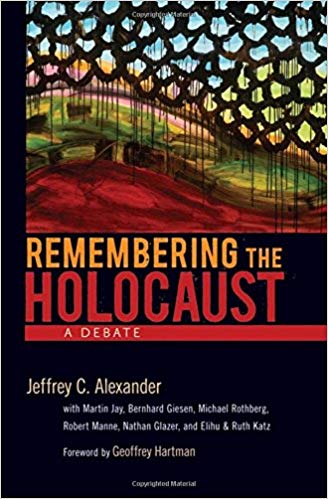 REMEMBERING THE
HOLOCAUST
A DEBATE
Jeffrey C. Alexander
with Martin Jay, Bernhard Giesen, Michael Rothberg,
Robert Manne, Nathan Glazer, and Elihu & Ruth Katz
Foreword by Geoffrey Hartman